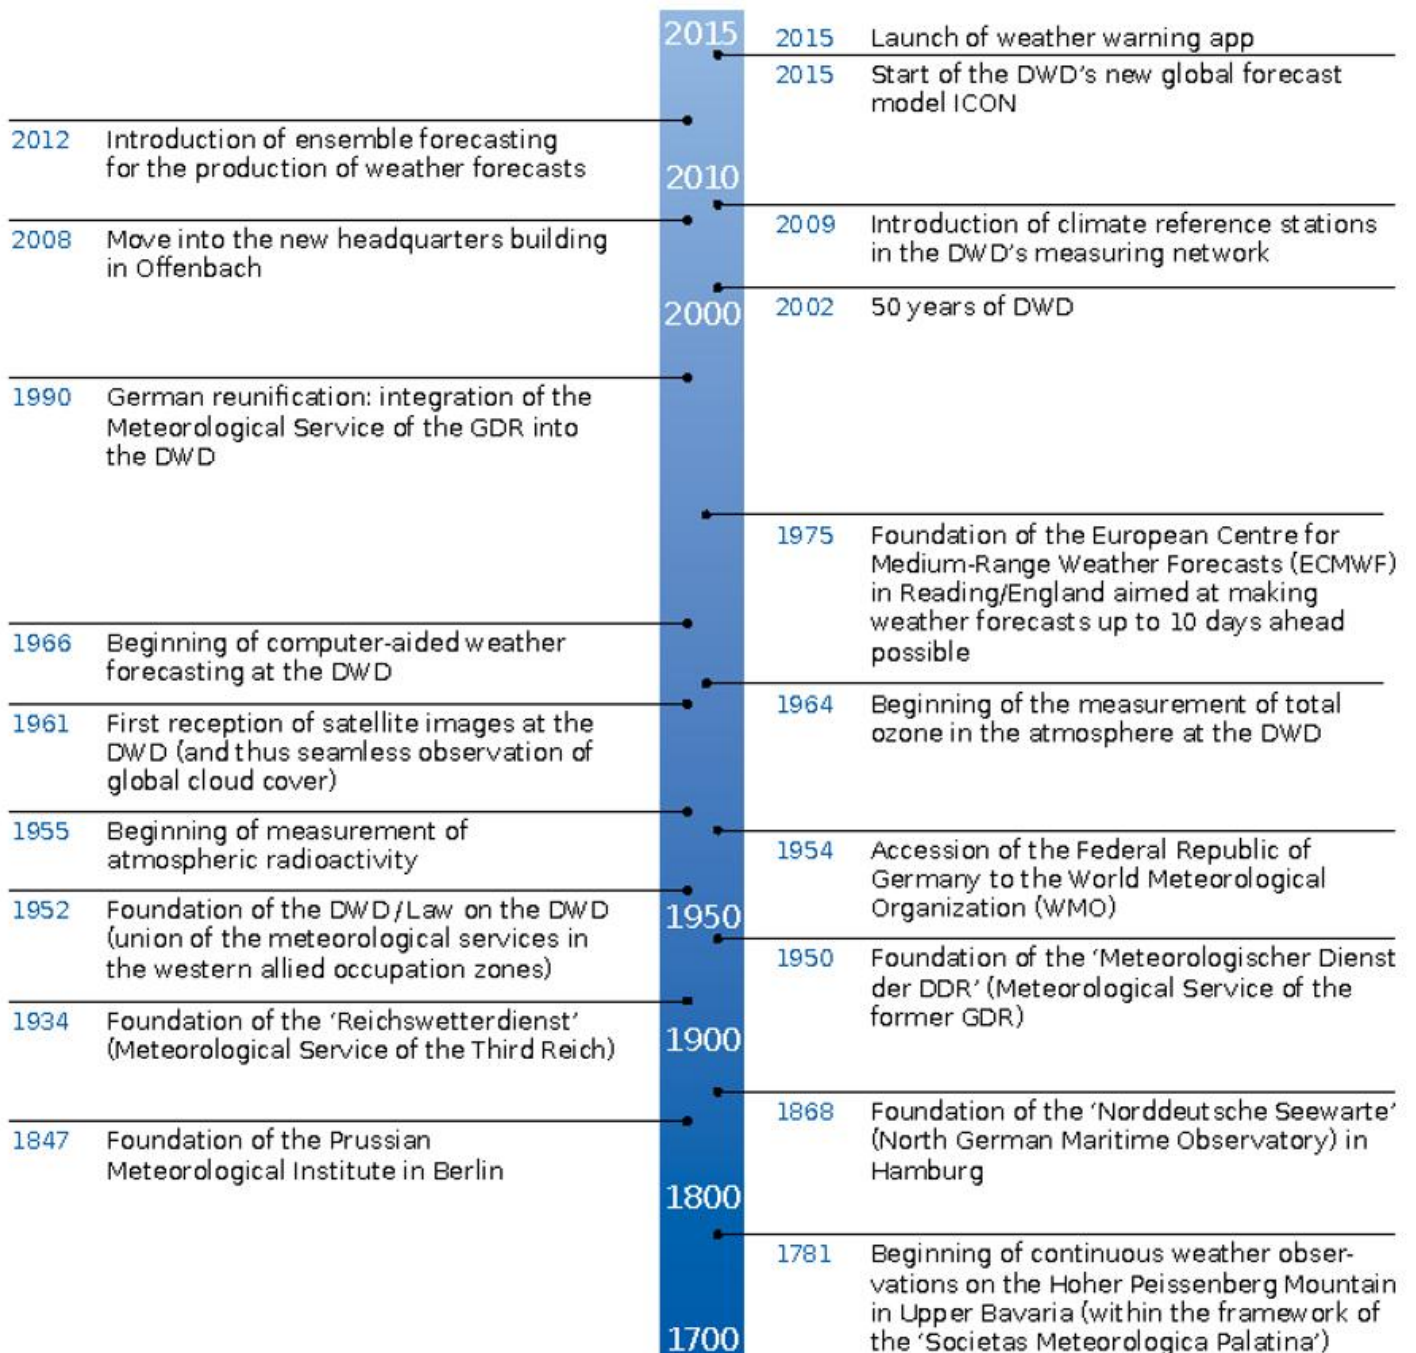 2015
2015 Launch of weather warning app
2015 Start of the DWD's new global forecast
model ICON
2012 Introduction of ensemble forecasting
for the production of weather forecasts
2010
2009 Introduction of climate reference stations
in the DWD's measuring network
2008 Move into the new headquarters building
in Offenbach
2002 50 years of DWD
2000
1990 German reunification: integration of the
Meteorological Service of the GDR into
the DWD
1975 Foundation of the European Centre for
Medium-Range Weather Forecasts (ECMWF)
in Reading/England aimed at making
weather forecasts up to 10 days ahead
possible
1966 Beginning of computer-aided weather
forecasting at the DWD
1964 Beginning of the measurement of total
ozone in the atmosphere at the DWD
1961 First reception of satellite images at the
DWD (and thus seamless observation of
global cloud cover)
1955 Beginning of measurement of
atmospheric radioactivity
1954 Accession of the Federal Republic of
Germany to the World Meteorological
Organization (WMO)
1952 Foundation of the DWD/Law on the DWD
(union of the meteorological services in
the western allied occupation zones)
1950
1950 Foundation of the ‘Meteorologischer Dienst
der DDR’ (Meteorological Service of the
former GDR)
1934 Foundation of the ‘Reichswetterdienst’
(Meteorological Service of the Third Reich)
1900
1868 Foundation of the ‘Norddeutsche Seewarte’
(North German Maritime Observatory) in
Hamburg
1847 Foundation of the Prussian
Meteorological Institute in Berlin
1800
1781 Beginning of continuous weather obser-
vations on the Hoher Peissenberg Mountain
in Upper Bavaria (within the framework of
the ‘Societas Meteorologica Palatina’)
1700